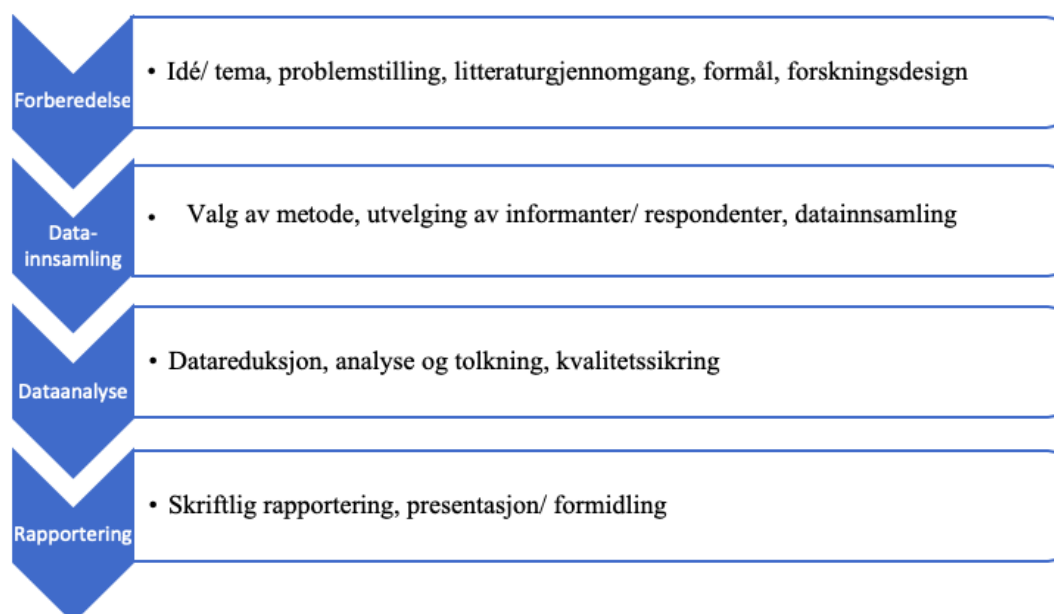 Forberedelse
• Idé/ tema, problemstilling, litteraturgjennomgang, formål, forskningsdesign
Data-
innsamling
• Valg av metode, utvelging av informanter/ respondenter, datainnsamling
Dataanalyse
• Datareduksjon, analyse og tolkning, kvalitetssikring
Rapportering
• Skriftlig rapportering, presentasjon/ formidling